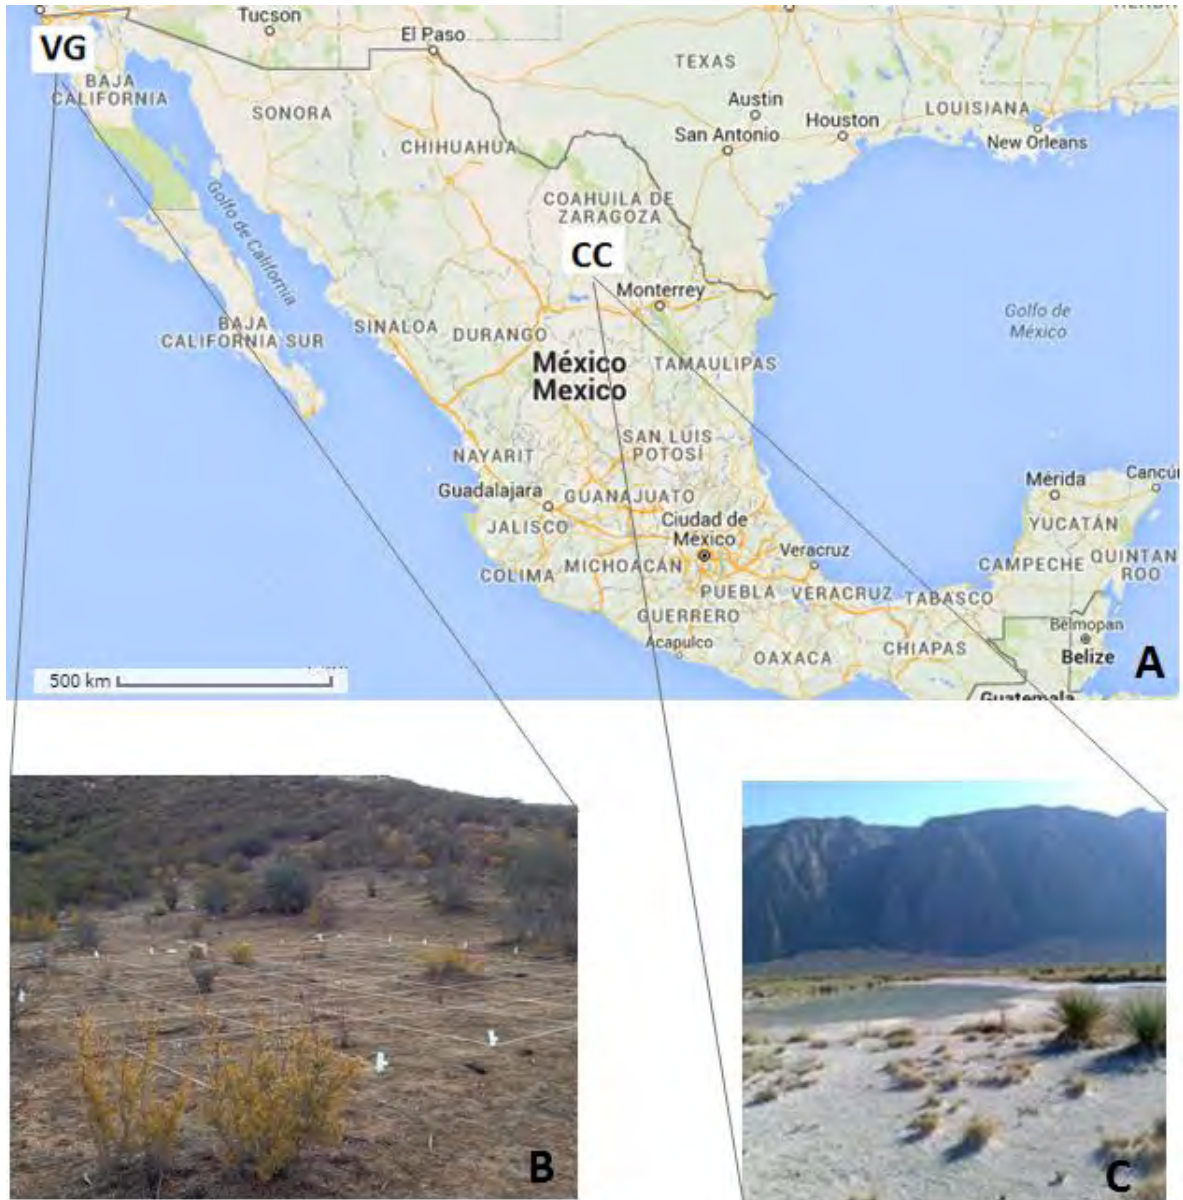 Tucson
VG
El Paso
BAJA
CALIFORNIA
TEXAS
SONORA
Austin
LOUISIANA
Houston
San Antonio
New Orleans
CHIHUAHUA
COAHUILA DE
ZARAGOZA
Golfo de California
CC
Monterrey
Golfo de
México
BAJA
CALIFORNIA SUR
SINALOA
DURANGO
México
Mexico
TAMAULIPAS
SAN LUIS
POTOSÍ
NAYARIT
Mérida
Guadalajara
GUANAJUATO
JALISCO
Ciudad de
México
YUCATÁN
Veracruz
COLIMA
MICHOACÁN
CAMPECHE
QUINTAN
ROO
PUEBLA
VERACRUZ
TABASCO
GUERRERO
Belmopan
Acapulco
OAXACA
CHIAPAS
Belize
A
500 km
Guatemala
B
C